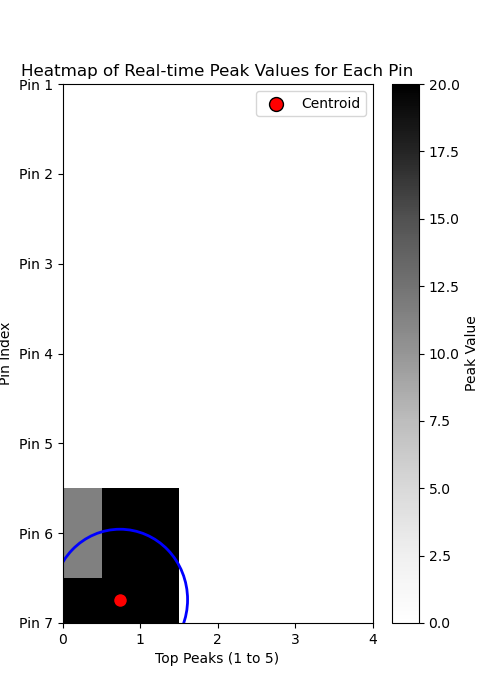 Heatmap of Real-time Peak Values for Each Pin
Centroid
Pin 1
Pin 2
Pin 3
Pin 4
Pin 5
Pin 6
Pin 7
Pin Index
0 1 2 3 4
Top Peaks (1 to 5)
20.0
17.5
15.0
12.5
10.0
7.5
5.0
2.5
0.0
Peak Value